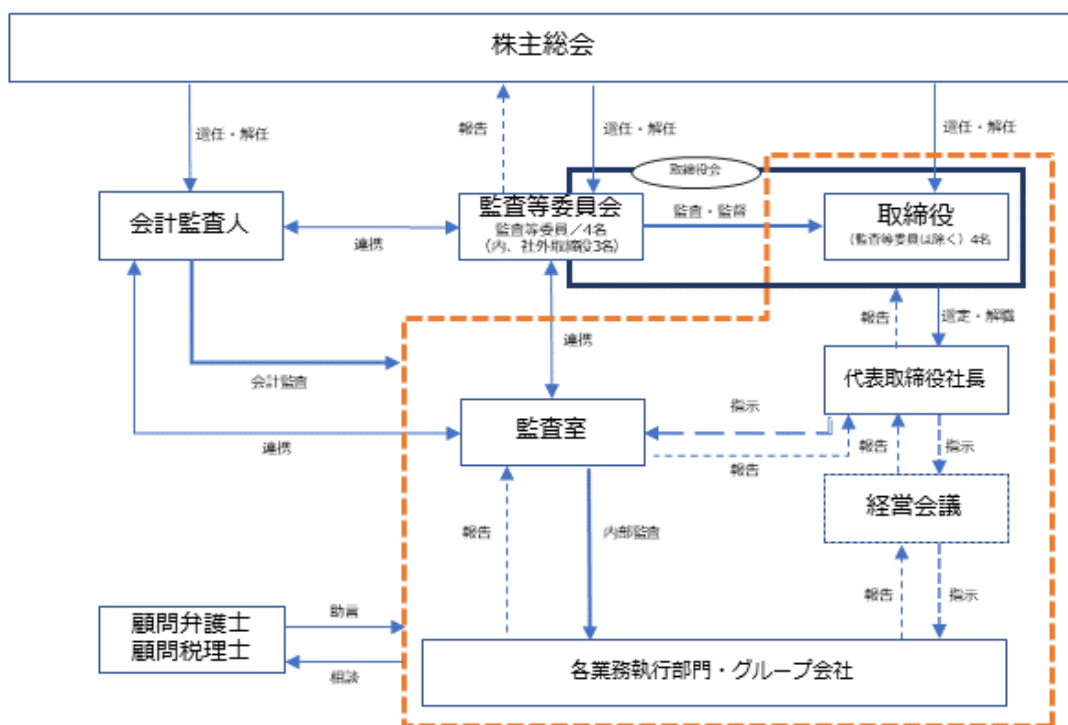 株主総会
選任・解任
報告
選任・解任
選任・解任
取締役会
会計監査人
連携
監査等委員会
監査等委員／4名
（内、社外取締役3名）
監査・監督
取締役
（監査等委員は除く）4名
報告
選定・解職
連携
会計監査
代表取締役社長
指示
監査室
連携
報告
報告
指示
経営会議
報告
内部監査
報告
指示
顧問弁護士
顧問税理士
助言
相談
各業務執行部門・グループ会社